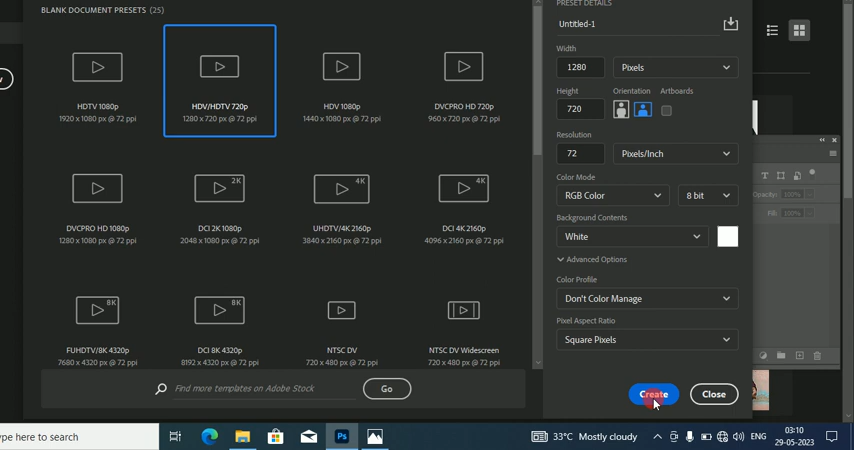 BLANK DOCUMENT PRESETS (25)
HDTV 1080p
1920 x 1080 px @ 72 ppi
HDV/HDTV 720p
1280 x 720 px @ 72 ppi
HDV 1080p
1440 x 1080 px @ 72 ppi
DVCPRO HD 720p
960 x 720 px @ 72 ppi
DVCPRO HD 1080p
1280 x 1080 px @ 72 ppi
2K
DCI 2K 1080p
2048 x 1080 px @ 72 ppi
4K
UHDTV/4K 2160p
3840 x 2160 px @ 72 ppi
4K
DCI 4K 2160p
4096 x 2160 px @ 72 ppi
8K
FUHDTV/8K 4320p
7680 x 4320 px @ 72 ppi
8K
DCI 8K 4320p
8192 x 4320 px @ 72 ppi
NTSC DV
720 x 480 px @ 72 ppi
NTSC DV Widescreen
720 x 480 px @ 72 ppi
Find more templates on Adobe Stock
Go
PRESET DETAILS
Untitled-1
Width
1280 Pixels
Height Orientation Artboards
720
Resolution
72 Pixels/Inch
Color Mode
RGB Color 8 bit
Background Contents
White
Advanced Options
Color Profile
Don't Color Manage
Pixel Aspect Ratio
Square Pixels
Create Close
Opacity: 100%
Fill: 100%
ype here to search
Ps
33°C Mostly cloudy
ENG
03:10
29-05-2023